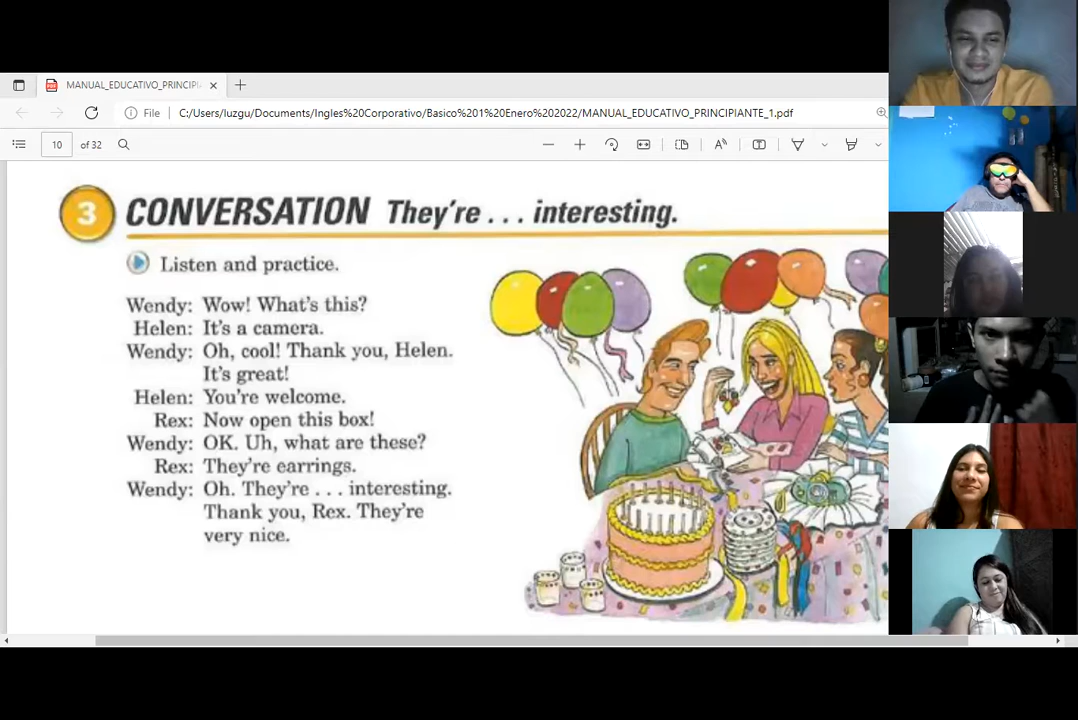 MANUAL_EDUCATIVO_PRINCIPI
File
C:/Users/luzgu/Documents/Ingles%20Corporativo/Basico%201%20Enero%202022/MANUAL_EDUCATIVO_PRINCIPIANTE_1.pdf
10 of 32
3 CONVERSATION They're . . . interesting.
Listen and practice.
Wendy: Wow! What's this?
Helen: It's a camera.
Wendy: Oh, cool! Thank you, Helen.
It's great!
Helen: You're welcome.
Rex: Now open this box!
Wendy: OK. Uh, what are these?
Rex: They're earrings.
Wendy: Oh. They're . . . interesting.
Thank you, Rex. They're
very nice.